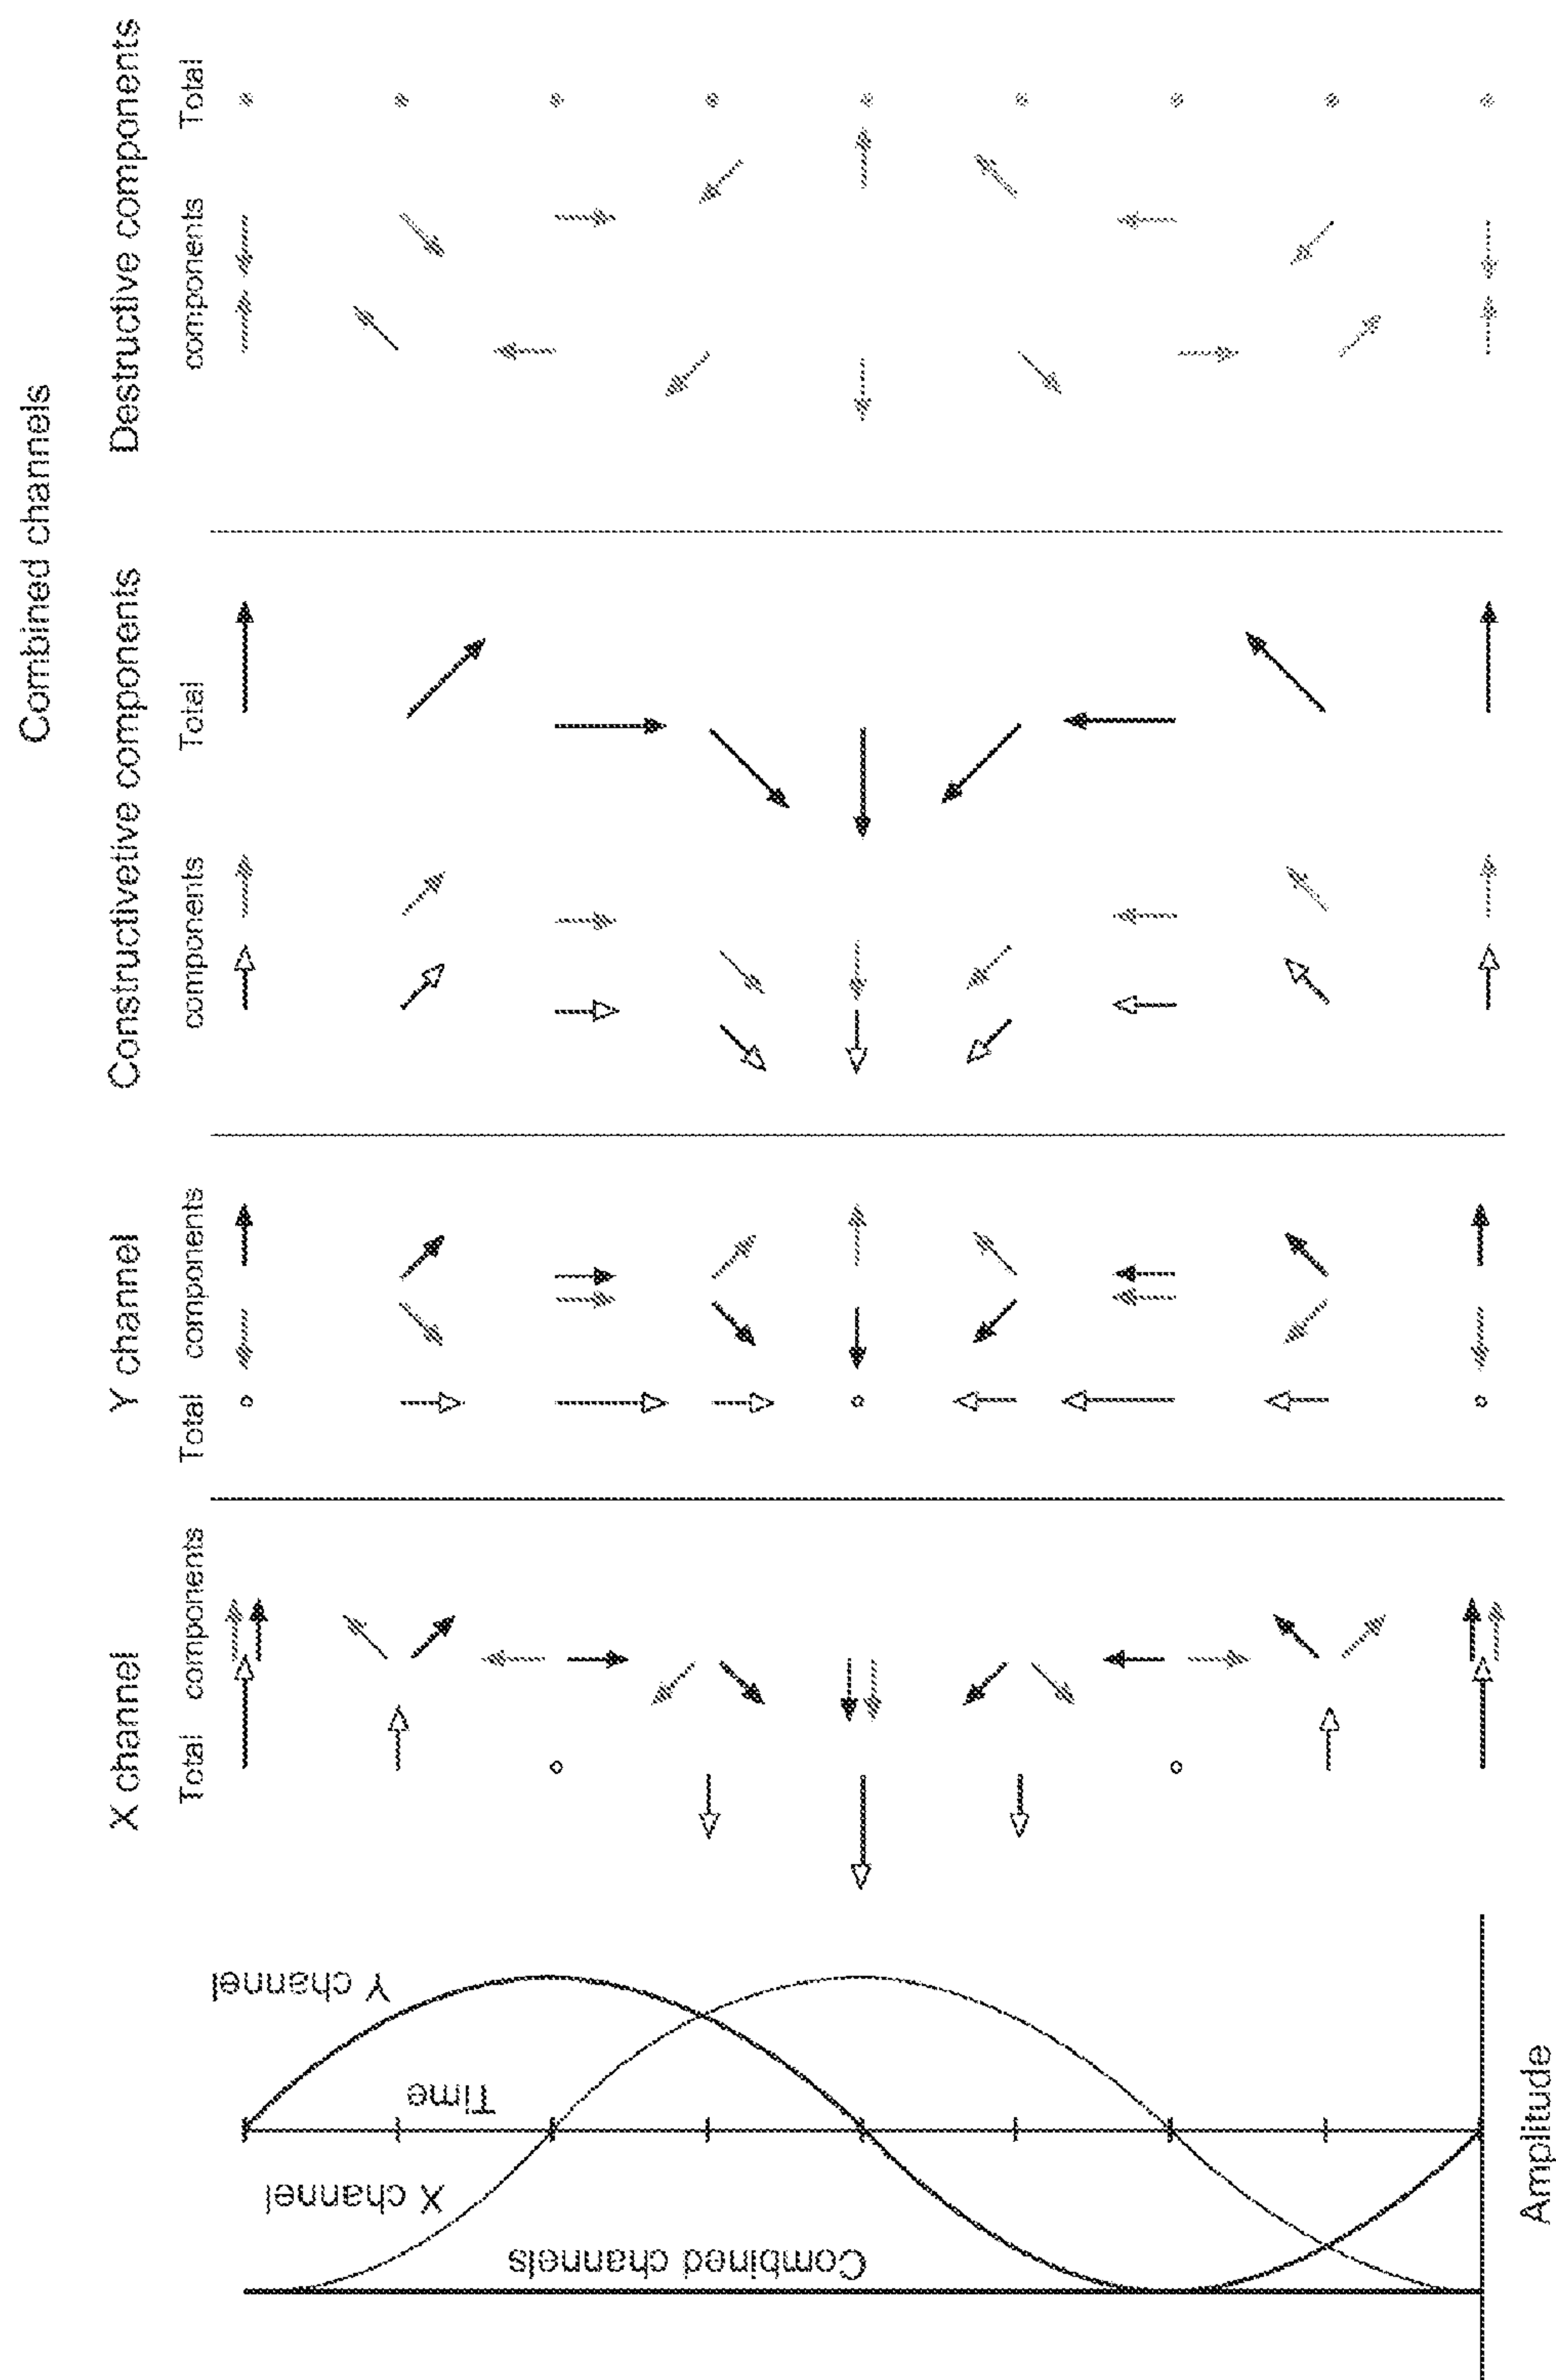 Combined channels
X channel
Y channel
Constructivetive components
Destructive components
Total
components
Total
components
components
Total
components
Total
Y channel
Time
X channel
Combined channels
Amplitude